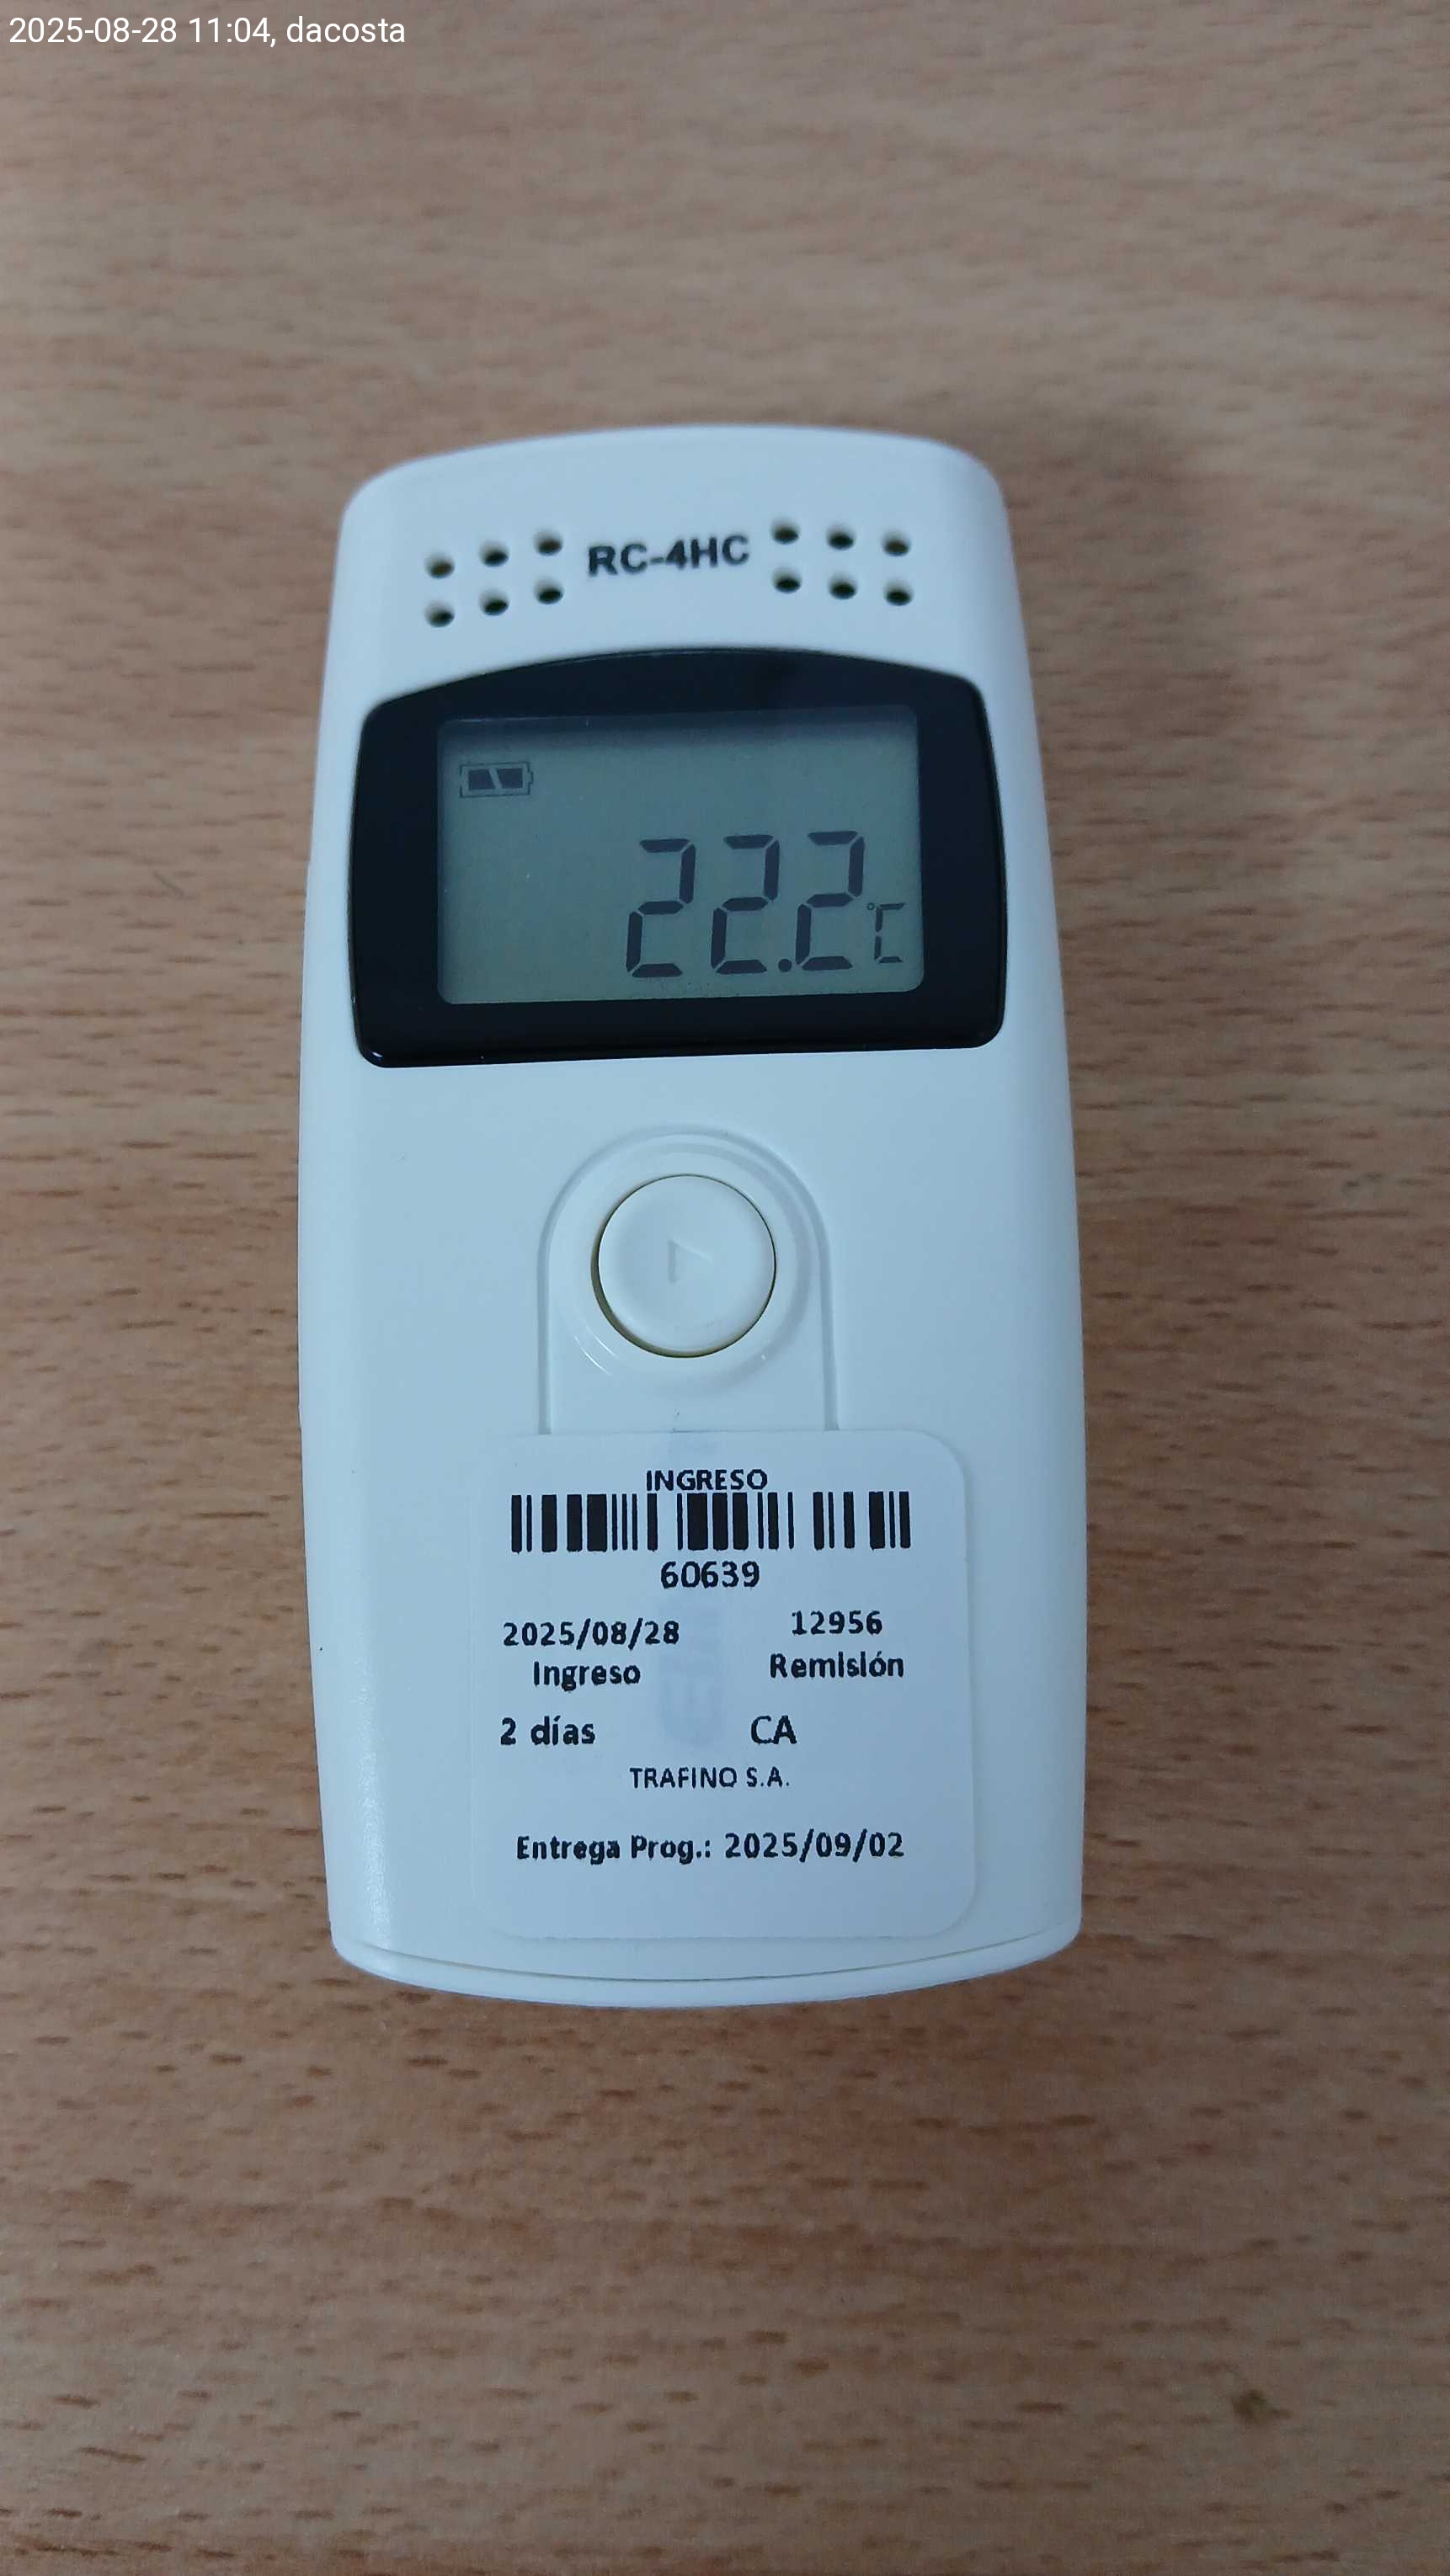 2025-08-28 11:04, dacosta
RC-4HC
22.2°C
INGRESO
60639
2025/08/28 12956
Ingreso Remisión
2 días CA
TRAFINO S.A.
Entrega Prog.: 2025/09/02